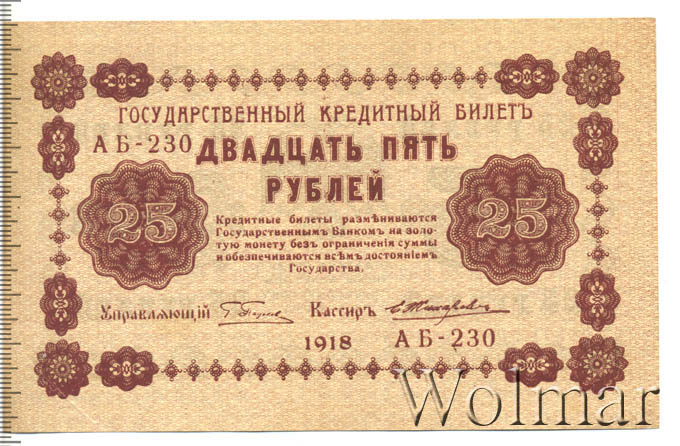 ГОСУДАРСТВЕННЫЙ КРЕДИТНЫЙ БИЛЕТЪ
АБ-230 ДВАДЦАТЬ ПЯТЬ
РУБЛЕЙ
25
25
Кредитные билеты размѣниваются
Государственнымъ Банкомъ на золо-
тую монету безъ ограниченія суммы
и обезпечиваются всѣмъ достояніемъ
Государства.
Управляющій
Кассиръ
1918 АБ-230
Wolmar